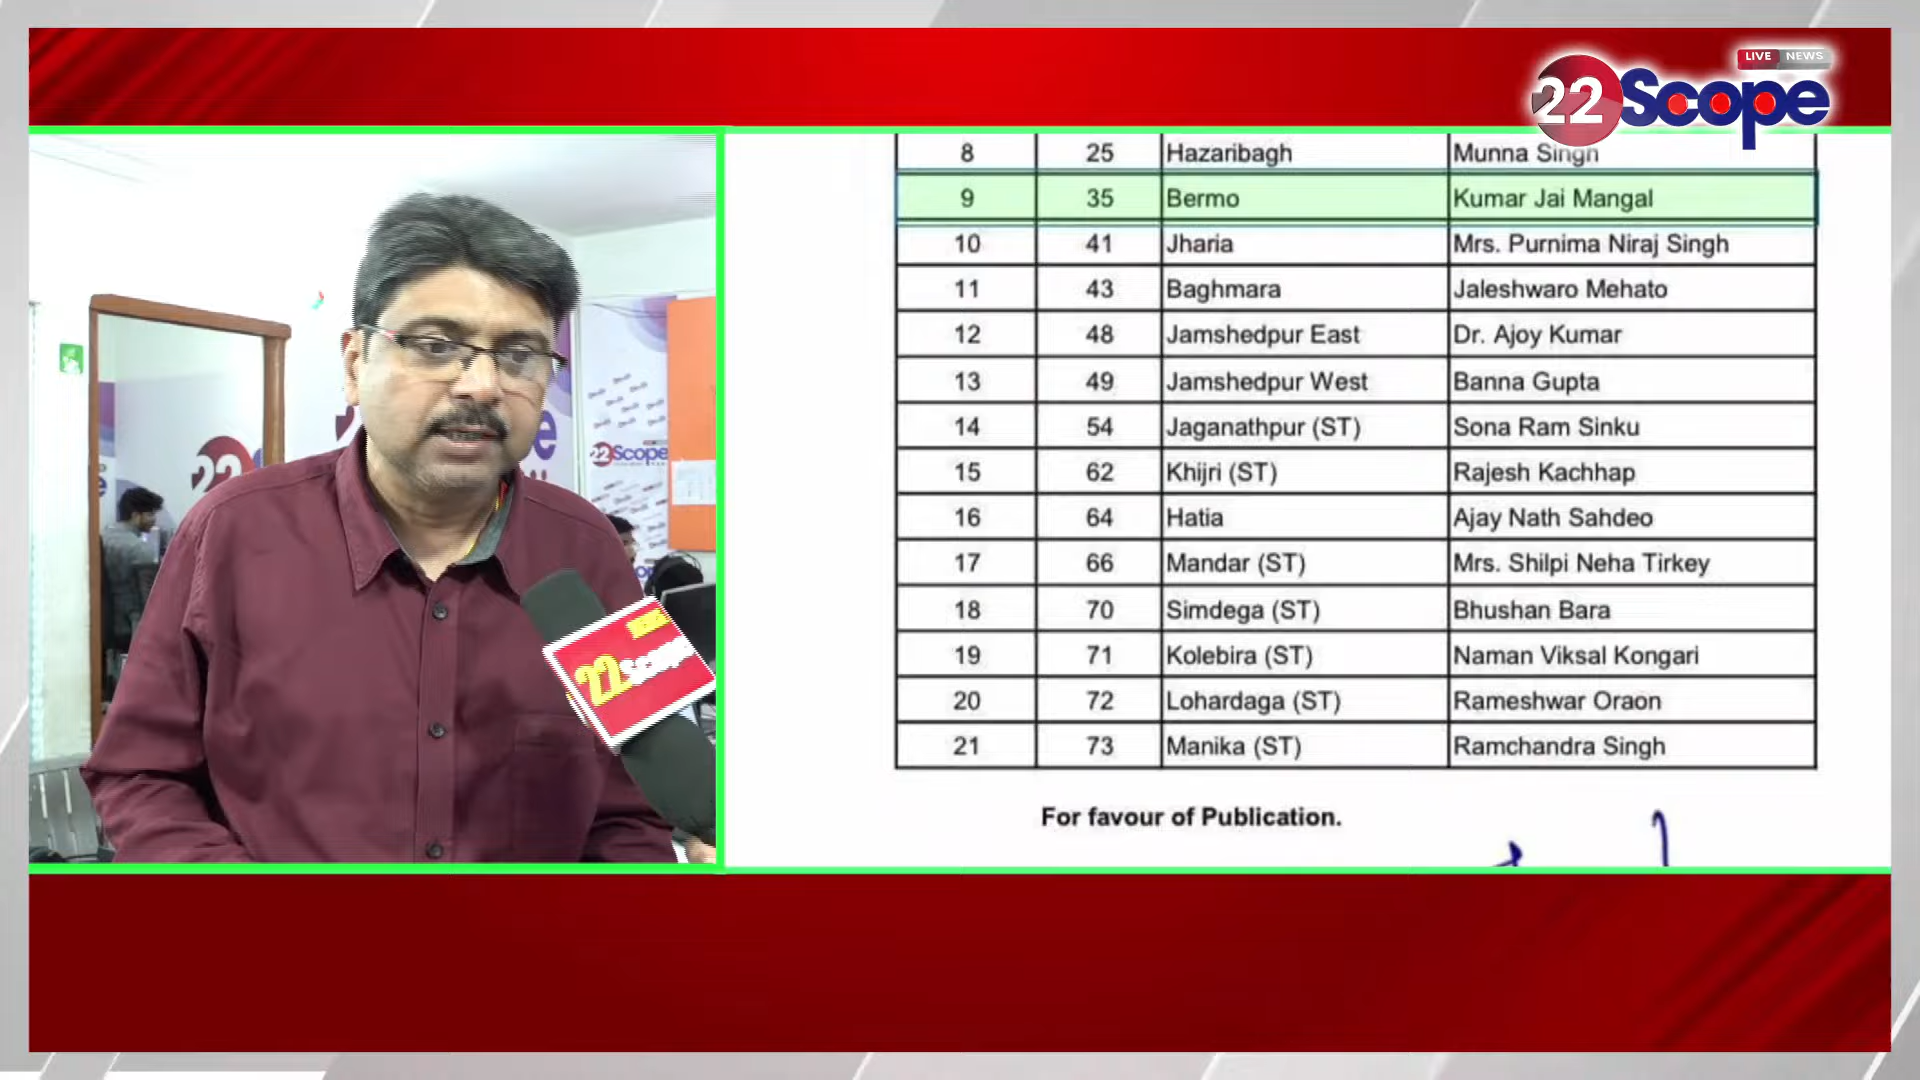 LIVE NEWS
22Scope
8 25 Hazaribagh Munna Singh
9 35 Bermo Kumar Jai Mangal
10 41 Jharia Mrs. Purnima Niraj Singh
11 43 Baghmara Jaleshwaro Mehato
12 48 Jamshedpur East Dr. Ajoy Kumar
13 49 Jamshedpur West Banna Gupta
14 54 Jaganathpur (ST) Sona Ram Sinku
15 62 Khijri (ST) Rajesh Kachhap
16 64 Hatia Ajay Nath Sahdeo
17 66 Mandar (ST) Mrs. Shilpi Neha Tirkey
18 70 Simdega (ST) Bhushan Bara
19 71 Kolebira (ST) Naman Viksal Kongari
20 72 Lohardaga (ST) Rameshwar Oraon
21 73 Manika (ST) Ramchandra Singh
For favour of Publication.
22Scope
22
22Scope